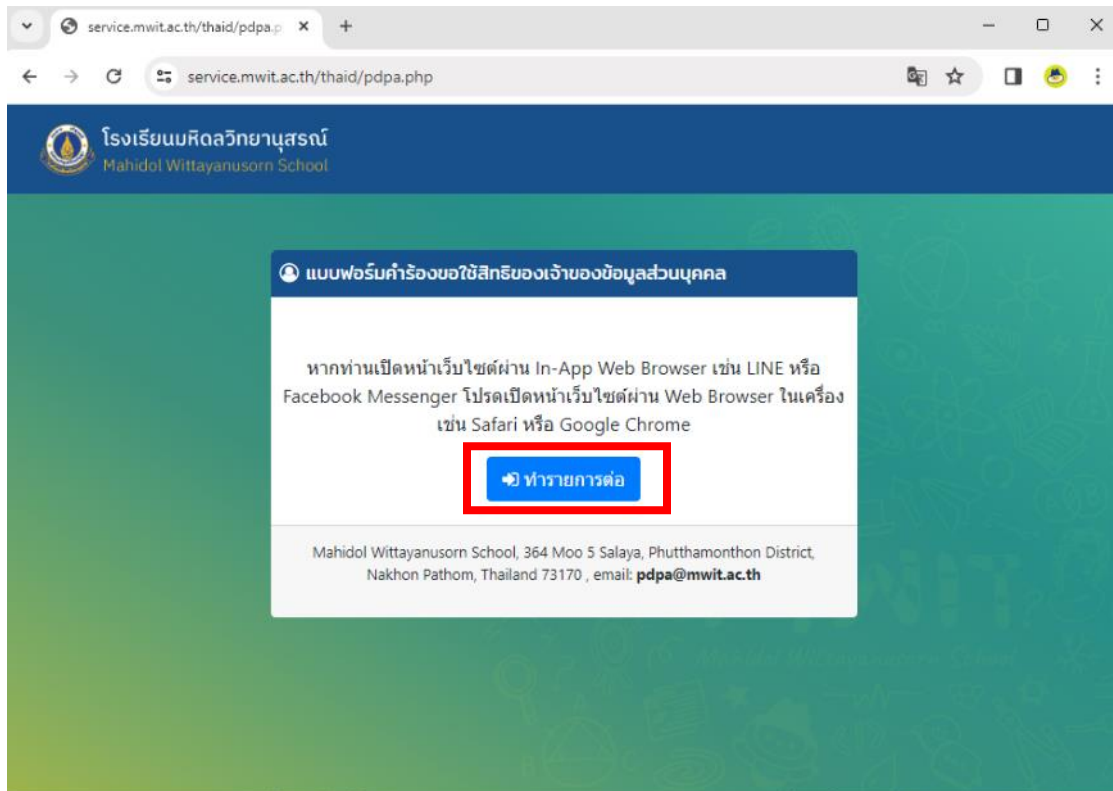 service.mwit.ac.th/thaid/pdpa.p
service.mwit.ac.th/thaid/pdpa.php
โรงเรียนมหิดลวิทยานุสรณ์
Mahidol Wittayanusorn School
แบบฟอร์มคำร้องขอใช้สิทธิของเจ้าของข้อมูลส่วนบุคคล
หากท่านเปิดหน้าเว็บไซต์ผ่าน In-App Web Browser เช่น LINE หรือ
Facebook Messenger โปรดเปิดหน้าเว็บไซต์ผ่าน Web Browser ในเครื่อง
เช่น Safari หรือ Google Chrome
ทำรายการต่อ
Mahidol Wittayanusorn School, 364 Moo 5 Salaya, Phutthamonthon District,
Nakhon Pathom, Thailand 73170 , email: pdpa@mwit.ac.th
MWIT
Mahidol Wittayanusorn School